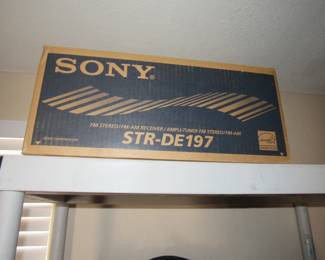 SONY®
FM STEREO/FM-AM RECEIVER / AMPLI-TUNER FM STEREO/FM-AM
STR-DE197